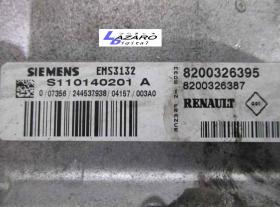 LAZARO
Digital
SIEMENS EMS3132
S110140201 A
0/07356/244537938/04157/003A0
MADE IN FRANCE
8200326395
8200326387
RENAULT